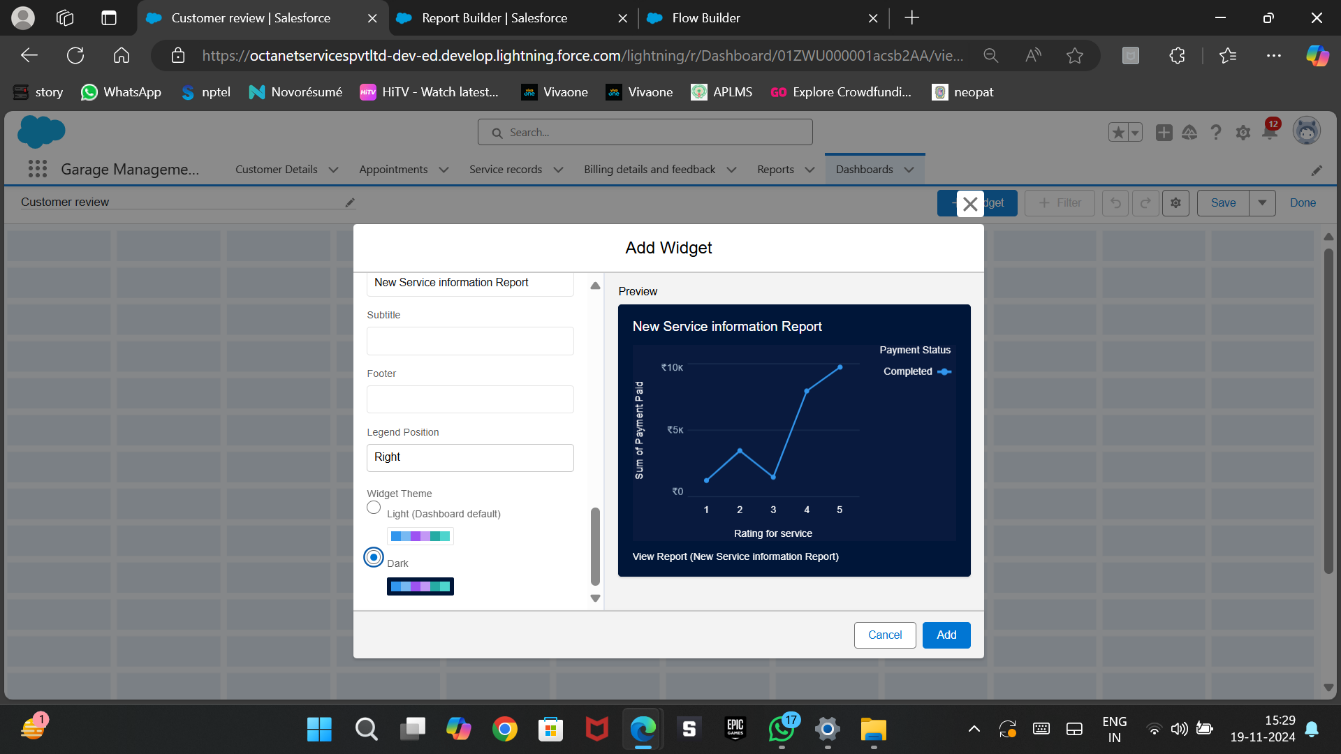 Customer review | Salesforce
Report Builder | Salesforce
Flow Builder
https://octanetservicespvtltd-dev-ed.develop.lightning.force.com/lightning/r/Dashboard/01ZWU000001acsb2AA/vie...
story
WhatsApp
nptel
Novorésumé
HiTV - Watch latest...
Vivaone
Vivaone
APLMS
GO Explore Crowdfundi...
neopat
Search...
12
Garage Manageme...
Customer Details
Appointments
Service records
Billing details and feedback
Reports
Dashboards
Customer review
dget
+ Filter
Save
Done
Add Widget
New Service information Report
Subtitle
Footer
Legend Position
Right
Widget Theme
Light (Dashboard default)
Dark
Preview
New Service information Report
Payment Status
Completed
Sum of Payment Paid
₹10K
₹5K
₹0
1 2 3 4 5
Rating for service
View Report (New Service information Report)
Cancel
Add
1
S
EPIC GAMES
17
ENG
IN
15:29
19-11-2024